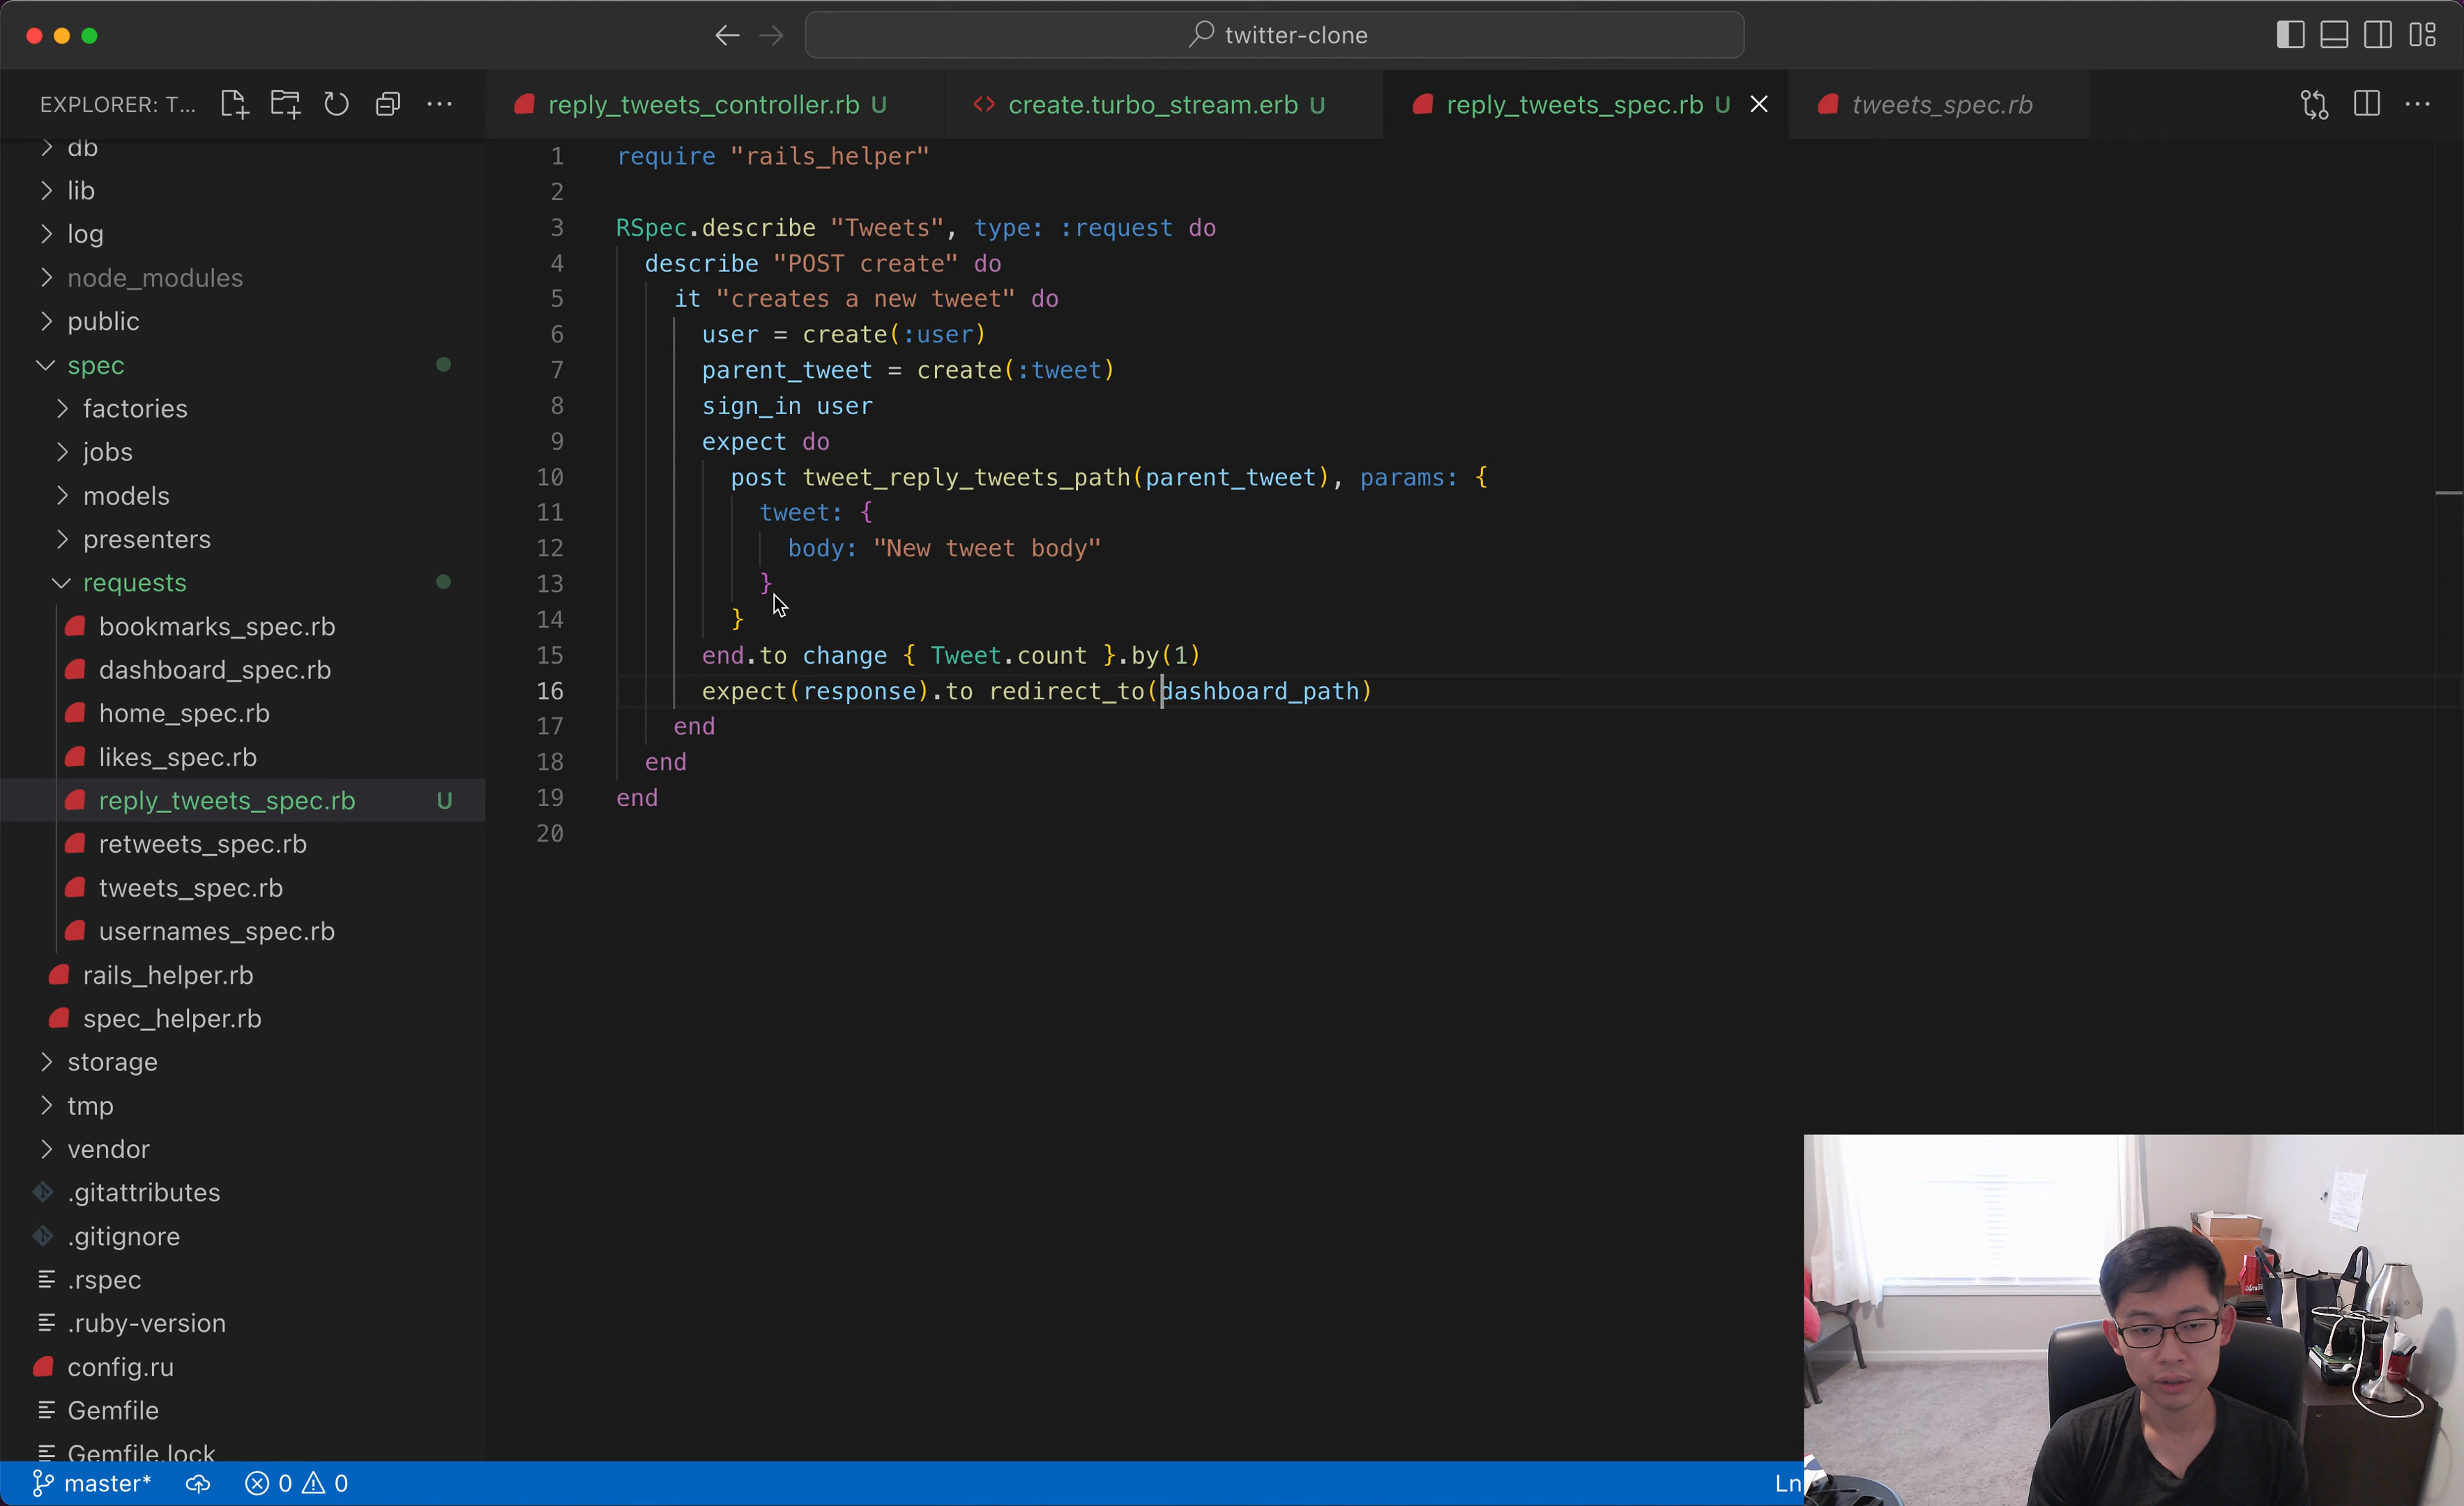 twitter-clone
EXPLORER: T...
reply_tweets_controller.rb U
create.turbo_stream.erb U
reply_tweets_spec.rb U
tweets_spec.rb
db
lib
log
node_modules
public
spec
factories
jobs
models
presenters
requests
bookmarks_spec.rb
dashboard_spec.rb
home_spec.rb
likes_spec.rb
reply_tweets_spec.rb U
retweets_spec.rb
tweets_spec.rb
usernames_spec.rb
rails_helper.rb
spec_helper.rb
storage
tmp
vendor
.gitattributes
.gitignore
.rspec
.ruby-version
config.ru
Gemfile
Gemfile.lock
1 require "rails_helper"
2
3 RSpec.describe "Tweets", type: :request do
4 describe "POST create" do
5 it "creates a new tweet" do
6 user = create(:user)
7 parent_tweet = create(:tweet)
8 sign_in user
9 expect do
10 post tweet_reply_tweets_path(parent_tweet), params: {
11 tweet: {
12 body: "New tweet body"
13 }
14 }
15 end.to change { Tweet.count }.by(1)
16 expect(response).to redirect_to(dashboard_path)
17 end
18 end
19 end
20
master* 0 0
Ln